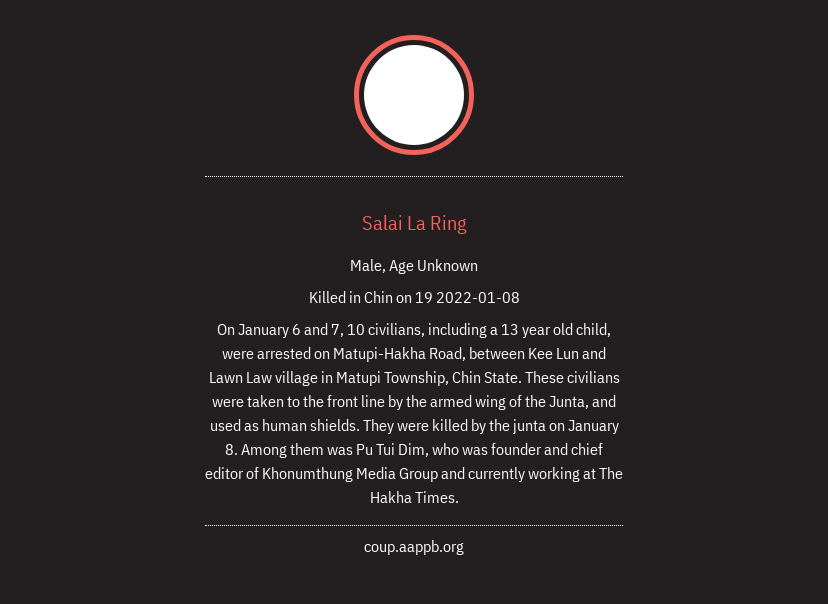 Salai La Ring
Male, Age Unknown
Killed in Chin on 19 2022-01-08
On January 6 and 7, 10 civilians, including a 13 year old child,
were arrested on Matupi-Hakha Road, between Kee Lun and
Lawn Law village in Matupi Township, Chin State. These civilians
were taken to the front line by the armed wing of the Junta, and
used as human shields. They were killed by the junta on January
8. Among them was Pu Tui Dim, who was founder and chief
editor of Khonumthung Media Group and currently working at The
Hakha Times.
coup.aappb.org